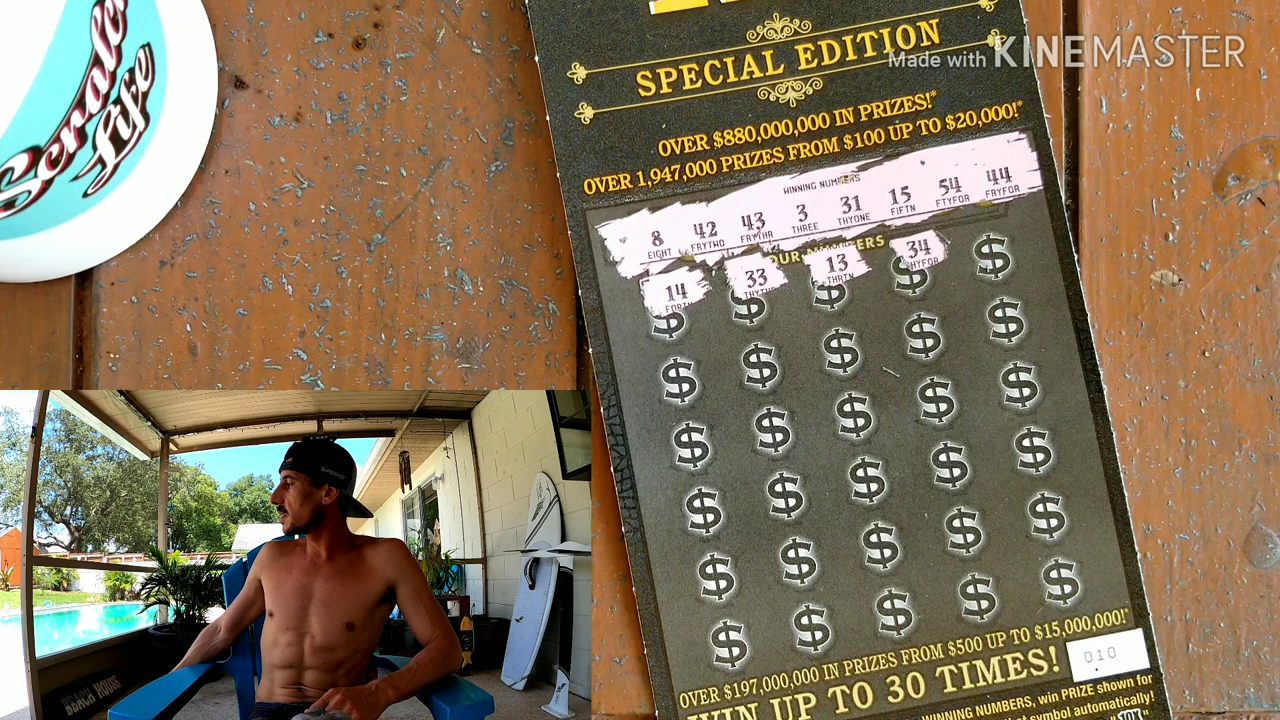 Scratch Life
SPECIAL EDITION
Made with KINEMASTER
OVER $880,000,000 IN PRIZES!*
OVER 1,947,000 PRIZES FROM $100 UP TO $20,000!*
WINNING NUMBERS
8 42 43 3 31 15 54 44
EIGHT FRYTWO FRYTHR THREE THYONE FIFTN FTYFOR FRYFOR
14 33 13 34
THRTN
$ $ $ $ $
$ $ $ $ $
$ $ $ $ $
$ $ $ $ $
$ $ $ $ $
$ $ $ $ $
$ $ $ $ $
OVER $197,000,000 IN PRIZES FROM $500 UP TO $15,000,000!*
WIN UP TO 30 TIMES!
010
WINNING NUMBERS, win PRIZE shown for
that symbol automatically!
BEACH HOUSE